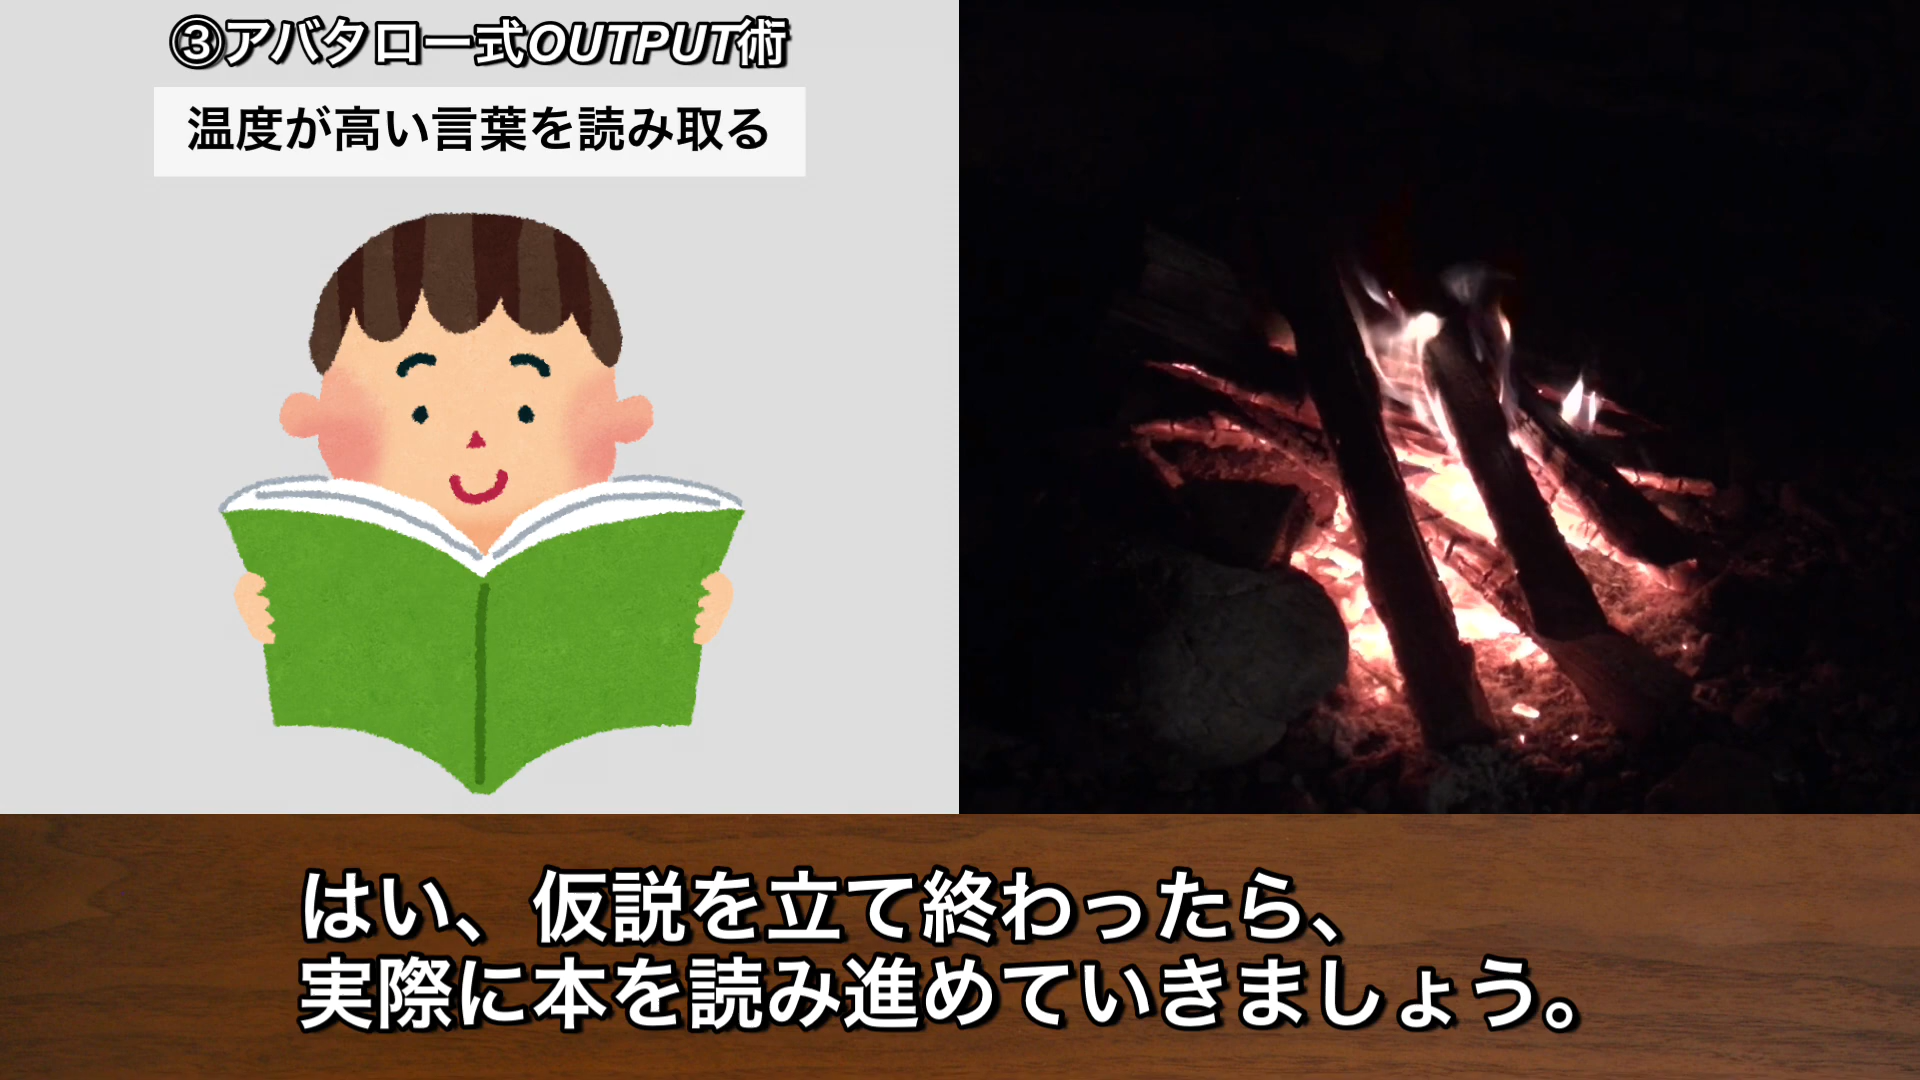 ③アバタロー式OUTPUT術
温度が高い言葉を読み取る
はい、仮説を立て終わったら、
実際に本を読み進めていきましょう。